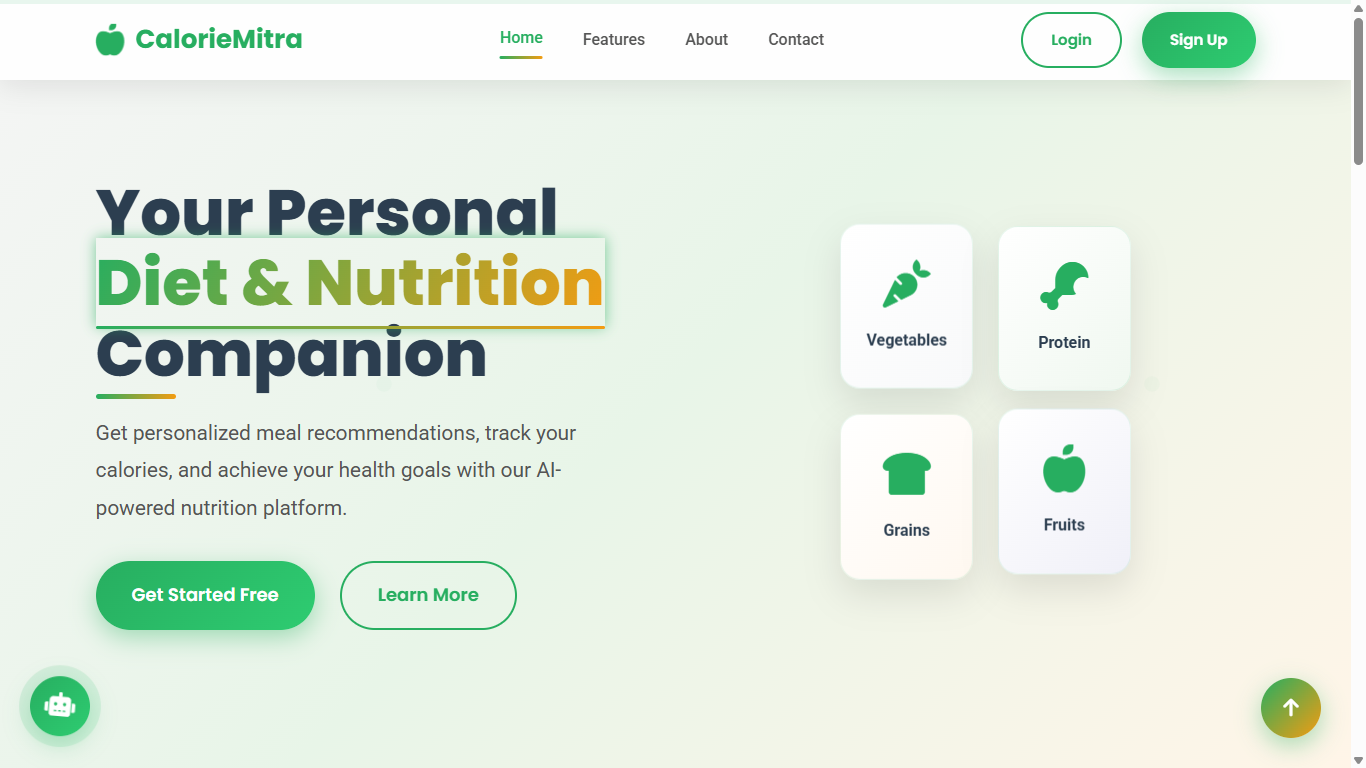 CalorieMitra
Home
Features
About
Contact
Login
Sign Up
Your Personal
Diet & Nutrition
Companion
Get personalized meal recommendations, track your
calories, and achieve your health goals with our AI-
powered nutrition platform.
Get Started Free
Learn More
Vegetables
Protein
Grains
Fruits